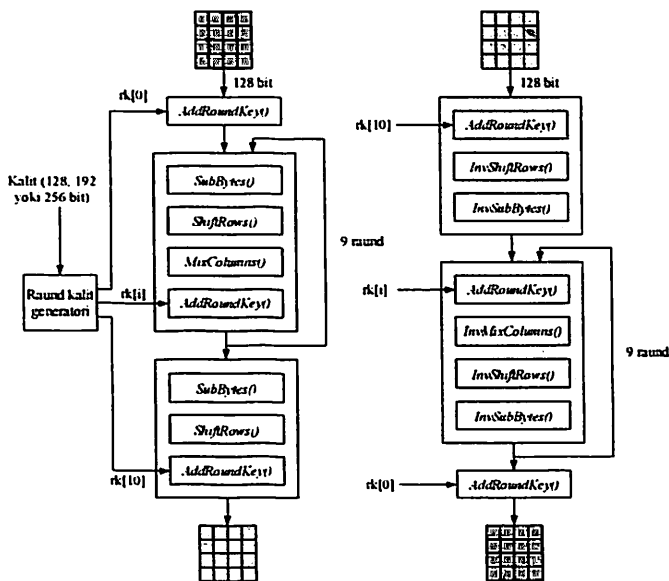 128 bit
rk[0]
AddRoundKey()
Kalit (128, 192
yoki 256 bit)
SubBytes()
ShiftRows()
MixColumns()
9 raund
Raund kalit
generatori
rk[i]
AddRoundKey()
SubBytes()
ShiftRows()
rk[10]
AddRoundKey()
128 bit
rk[10]
AddRoundKey()
InvShiftRows()
InvSubBytes()
rk[i]
AddRoundKey()
InvMixColumns()
9 raund
InvShiftRows()
InvSubBytes()
rk[0]
AddRoundKey()